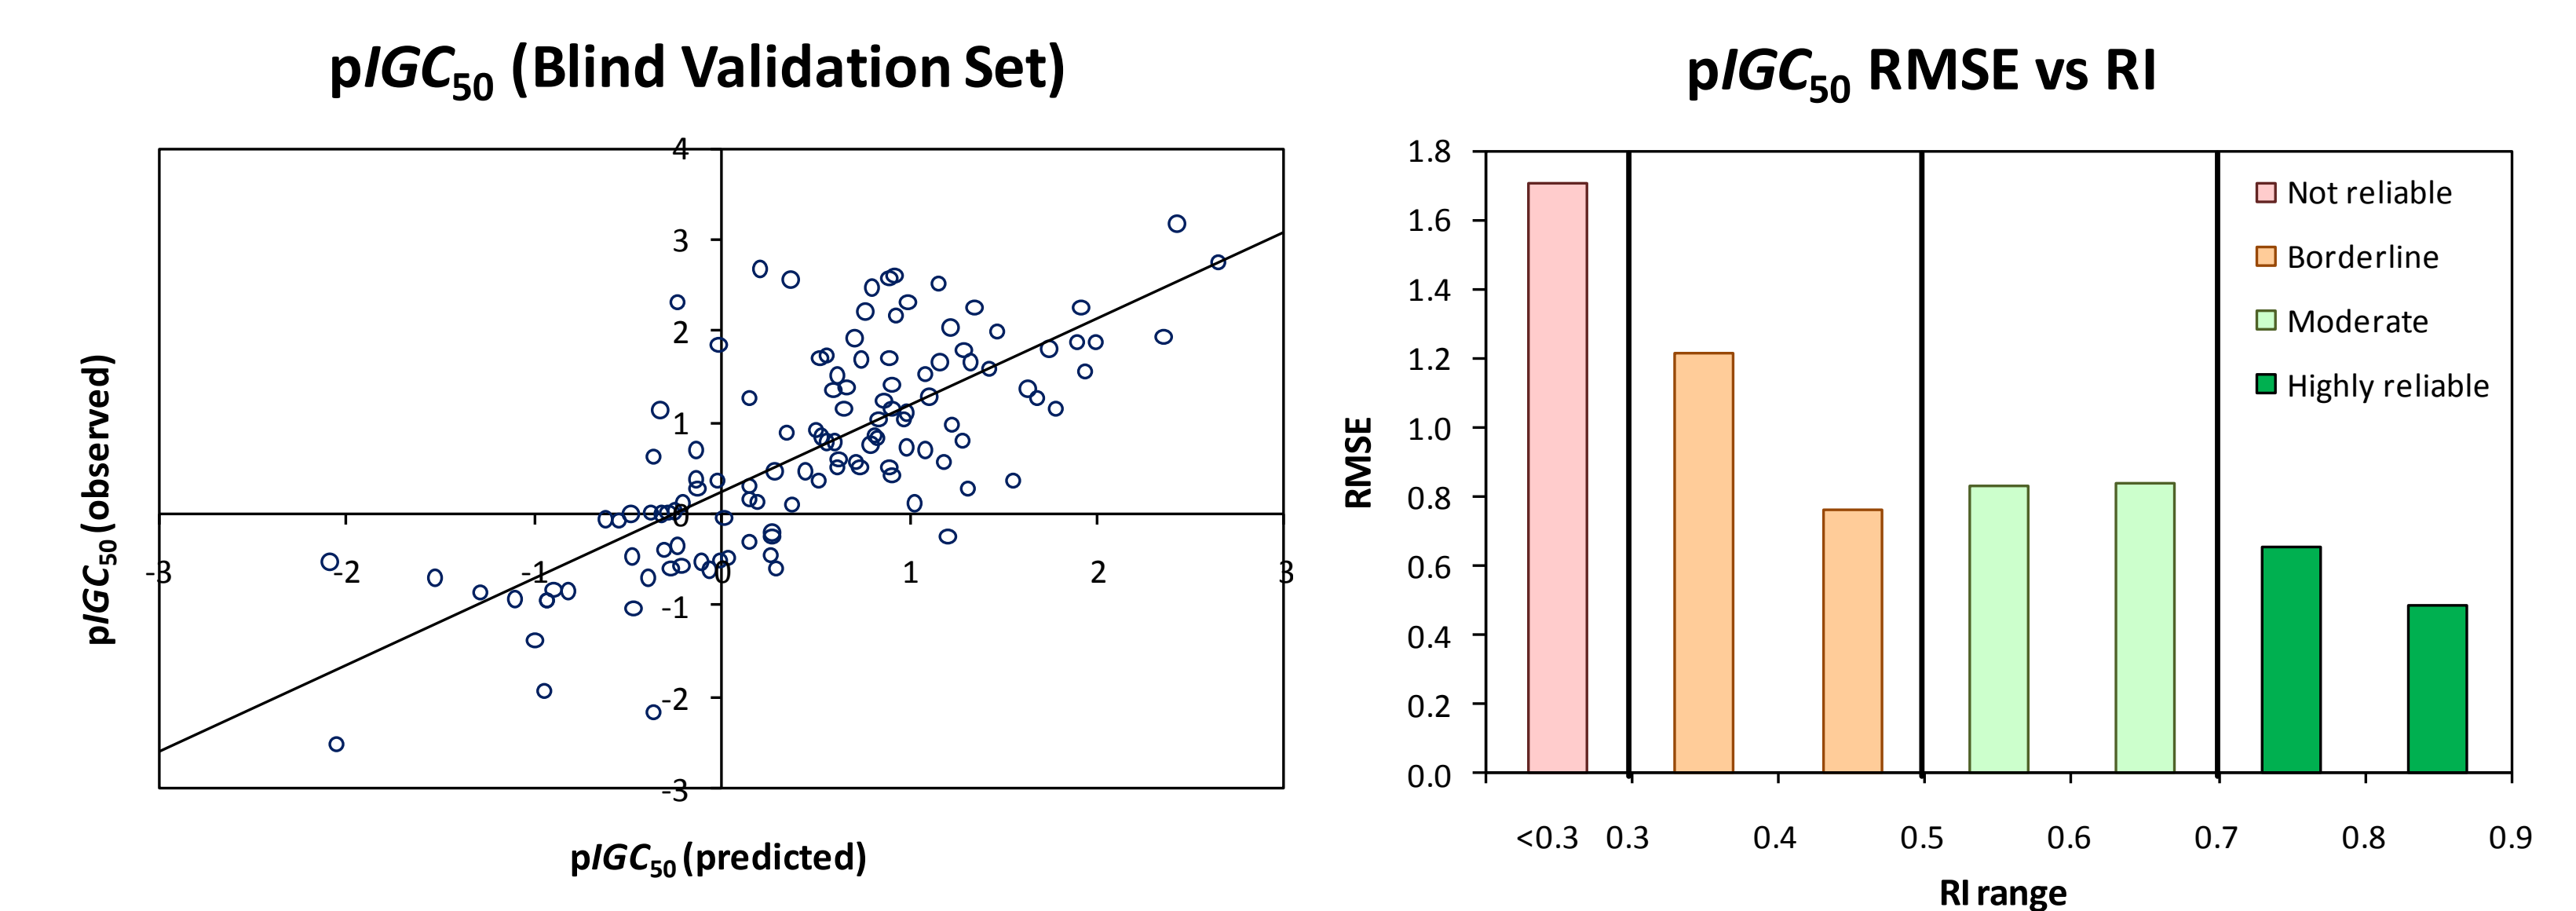 pIGC50 (Blind Validation Set)
4
3
2
1
0
-1
-2
-3
-3 -2 -1 0 1 2 3
pIGC50 (observed)
pIGC50 (predicted)
pIGC50 RMSE vs RI
1.8
1.6
1.4
1.2
1.0
0.8
0.6
0.4
0.2
0.0
RMSE
Not reliable
Borderline
Moderate
Highly reliable
<0.3 0.3 0.4 0.5 0.6 0.7 0.8 0.9
RI range